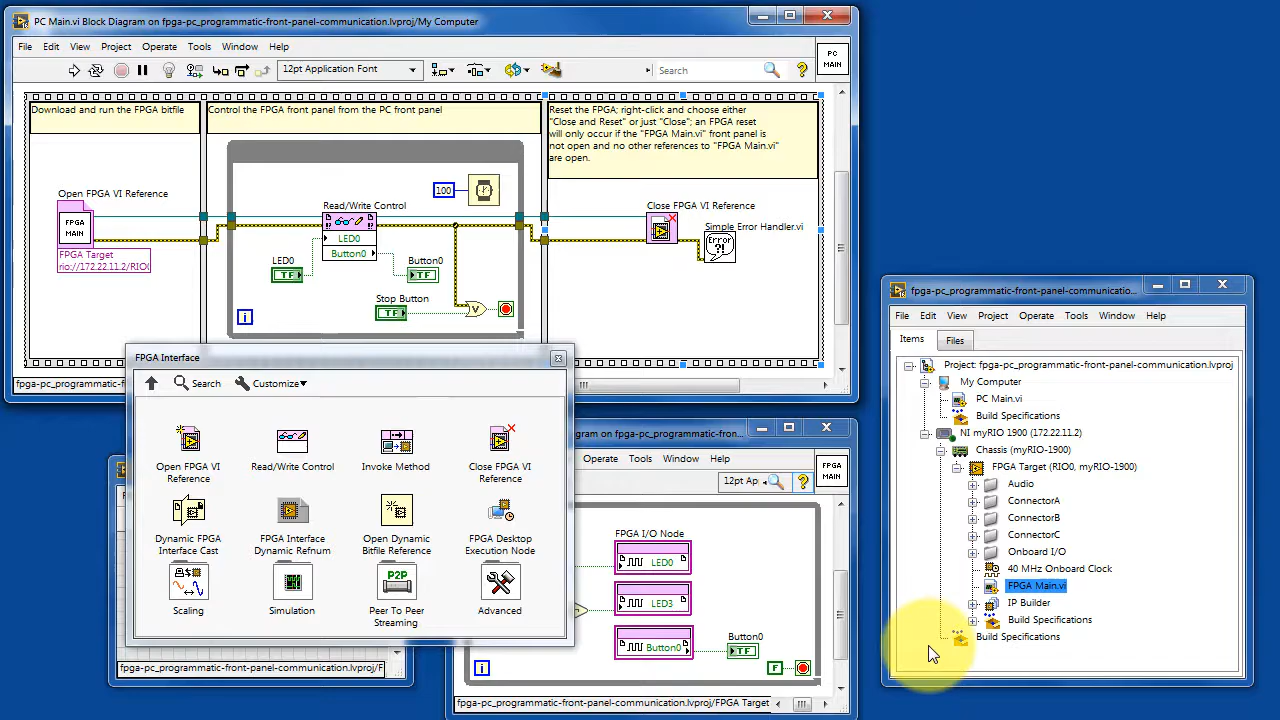 PC Main.vi Block Diagram on fpga-pc_programmatic-front-panel-communication.lvproj/My Computer
File Edit View Project Operate Tools Window Help
12pt Application Font
Search
PC
MAIN
Download and run the FPGA bitfile
Control the FPGA front panel from the PC front panel
Reset the FPGA; right-click and choose either
"Close and Reset" or just "Close"; an FPGA reset
will only occur if the "FPGA Main.vi" front panel is
not open and no other references to "FPGA Main.vi"
are open.
Open FPGA VI Reference
FPGA
MAIN
FPGA Target
rio://172.22.11.2/RIO(
100
Read/Write Control
LED0
Button0
LED0
TF
Button0
TF
Stop Button
TF
V
i
Close FPGA VI Reference
Simple Error Handler.vi
Error
?!
fpga-pc_programmatic-f
FPGA Interface
Search Customize
Open FPGA VI
Reference
Read/Write Control
Invoke Method
Close FPGA VI
Reference
Dynamic FPGA
Interface Cast
FPGA Interface
Dynamic Refnum
Open Dynamic
Bitfile Reference
FPGA Desktop
Execution Node
Scaling
Simulation
P2P
Peer To Peer
Streaming
Advanced
fpga-pc_programmatic-front-panel-communication.lvproj/F
gram on fpga-pc_programmatic-fron...
Operate Tools Window Help
12pt Ap
FPGA
MAIN
FPGA I/O Node
LED0
LED3
Button0
Button0
TF
i
F
fpga-pc_programmatic-front-panel-communication.lvproj/FPGA Target
fpga-pc_programmatic-front-panel-communicatio...
File Edit View Project Operate Tools Window Help
Items Files
Project: fpga-pc_programmatic-front-panel-communication.lvproj
My Computer
PC Main.vi
Build Specifications
NI myRIO 1900 (172.22.11.2)
Chassis (myRIO-1900)
FPGA Target (RIO0, myRIO-1900)
Audio
ConnectorA
ConnectorB
ConnectorC
Onboard I/O
40 MHz Onboard Clock
FPGA Main.vi
IP Builder
Build Specifications
Build Specifications